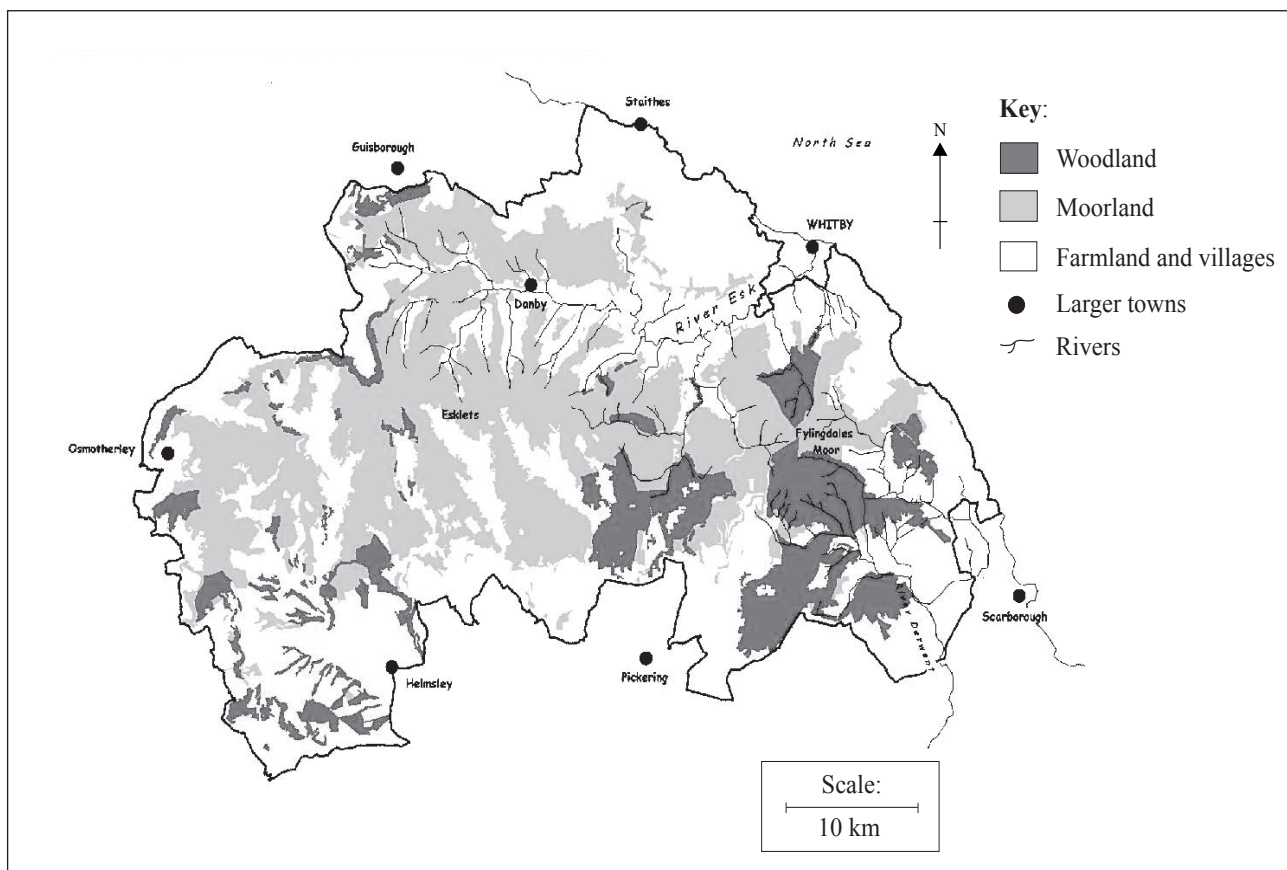 Staithes
Key:
North Sea
N
Guisborough
Woodland
Moorland
WHITBY
Farmland and villages
Danby
Larger towns
River Esk
Rivers
Esklets
Osmotherley
Fylingdales
Moor
Scarborough
Derwent
Helmsley
Pickering
Scale:
10 km